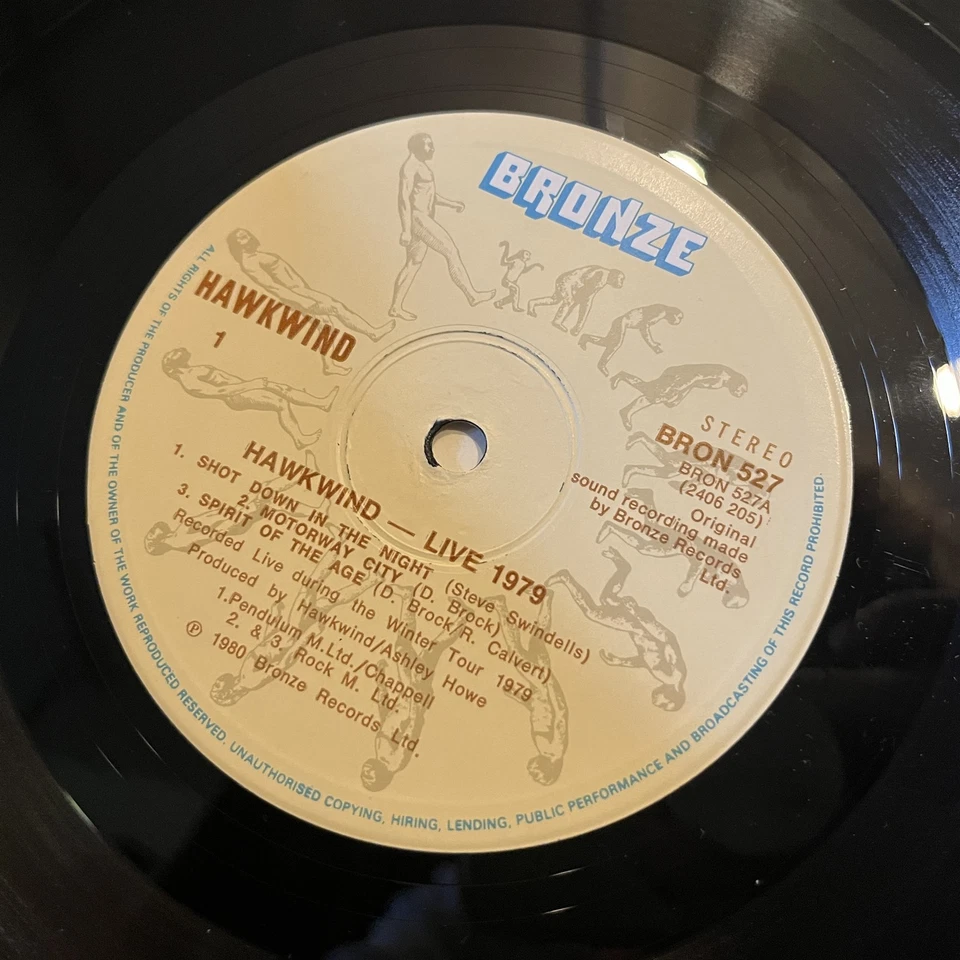 BRONZE
HAWKWIND
1
STEREO
BRON 527
BRON 527A
(2406 205)
Original
sound recording made
by Bronze Records
Ltd.
HAWKWIND — LIVE 1979
1. SHOT DOWN IN THE NIGHT (Steve Swindells)
2. MOTORWAY CITY (D. Brock)
3. SPIRIT OF THE AGE (D. Brock/R. Calvert)
Recorded Live during the Winter Tour 1979
Produced by Hawkwind/Ashley Howe
1.Pendulum M.Ltd./Chappell
2. & 3. Rock M. Ltd.
℗ 1980 Bronze Records Ltd.
ALL RIGHTS OF THE PRODUCER AND OF THE OWNER OF THE WORK REPRODUCED RESERVED. UNAUTHORISED COPYING, HIRING, LENDING, PUBLIC PERFORMANCE AND BROADCASTING OF THIS RECORD PROHIBITED.